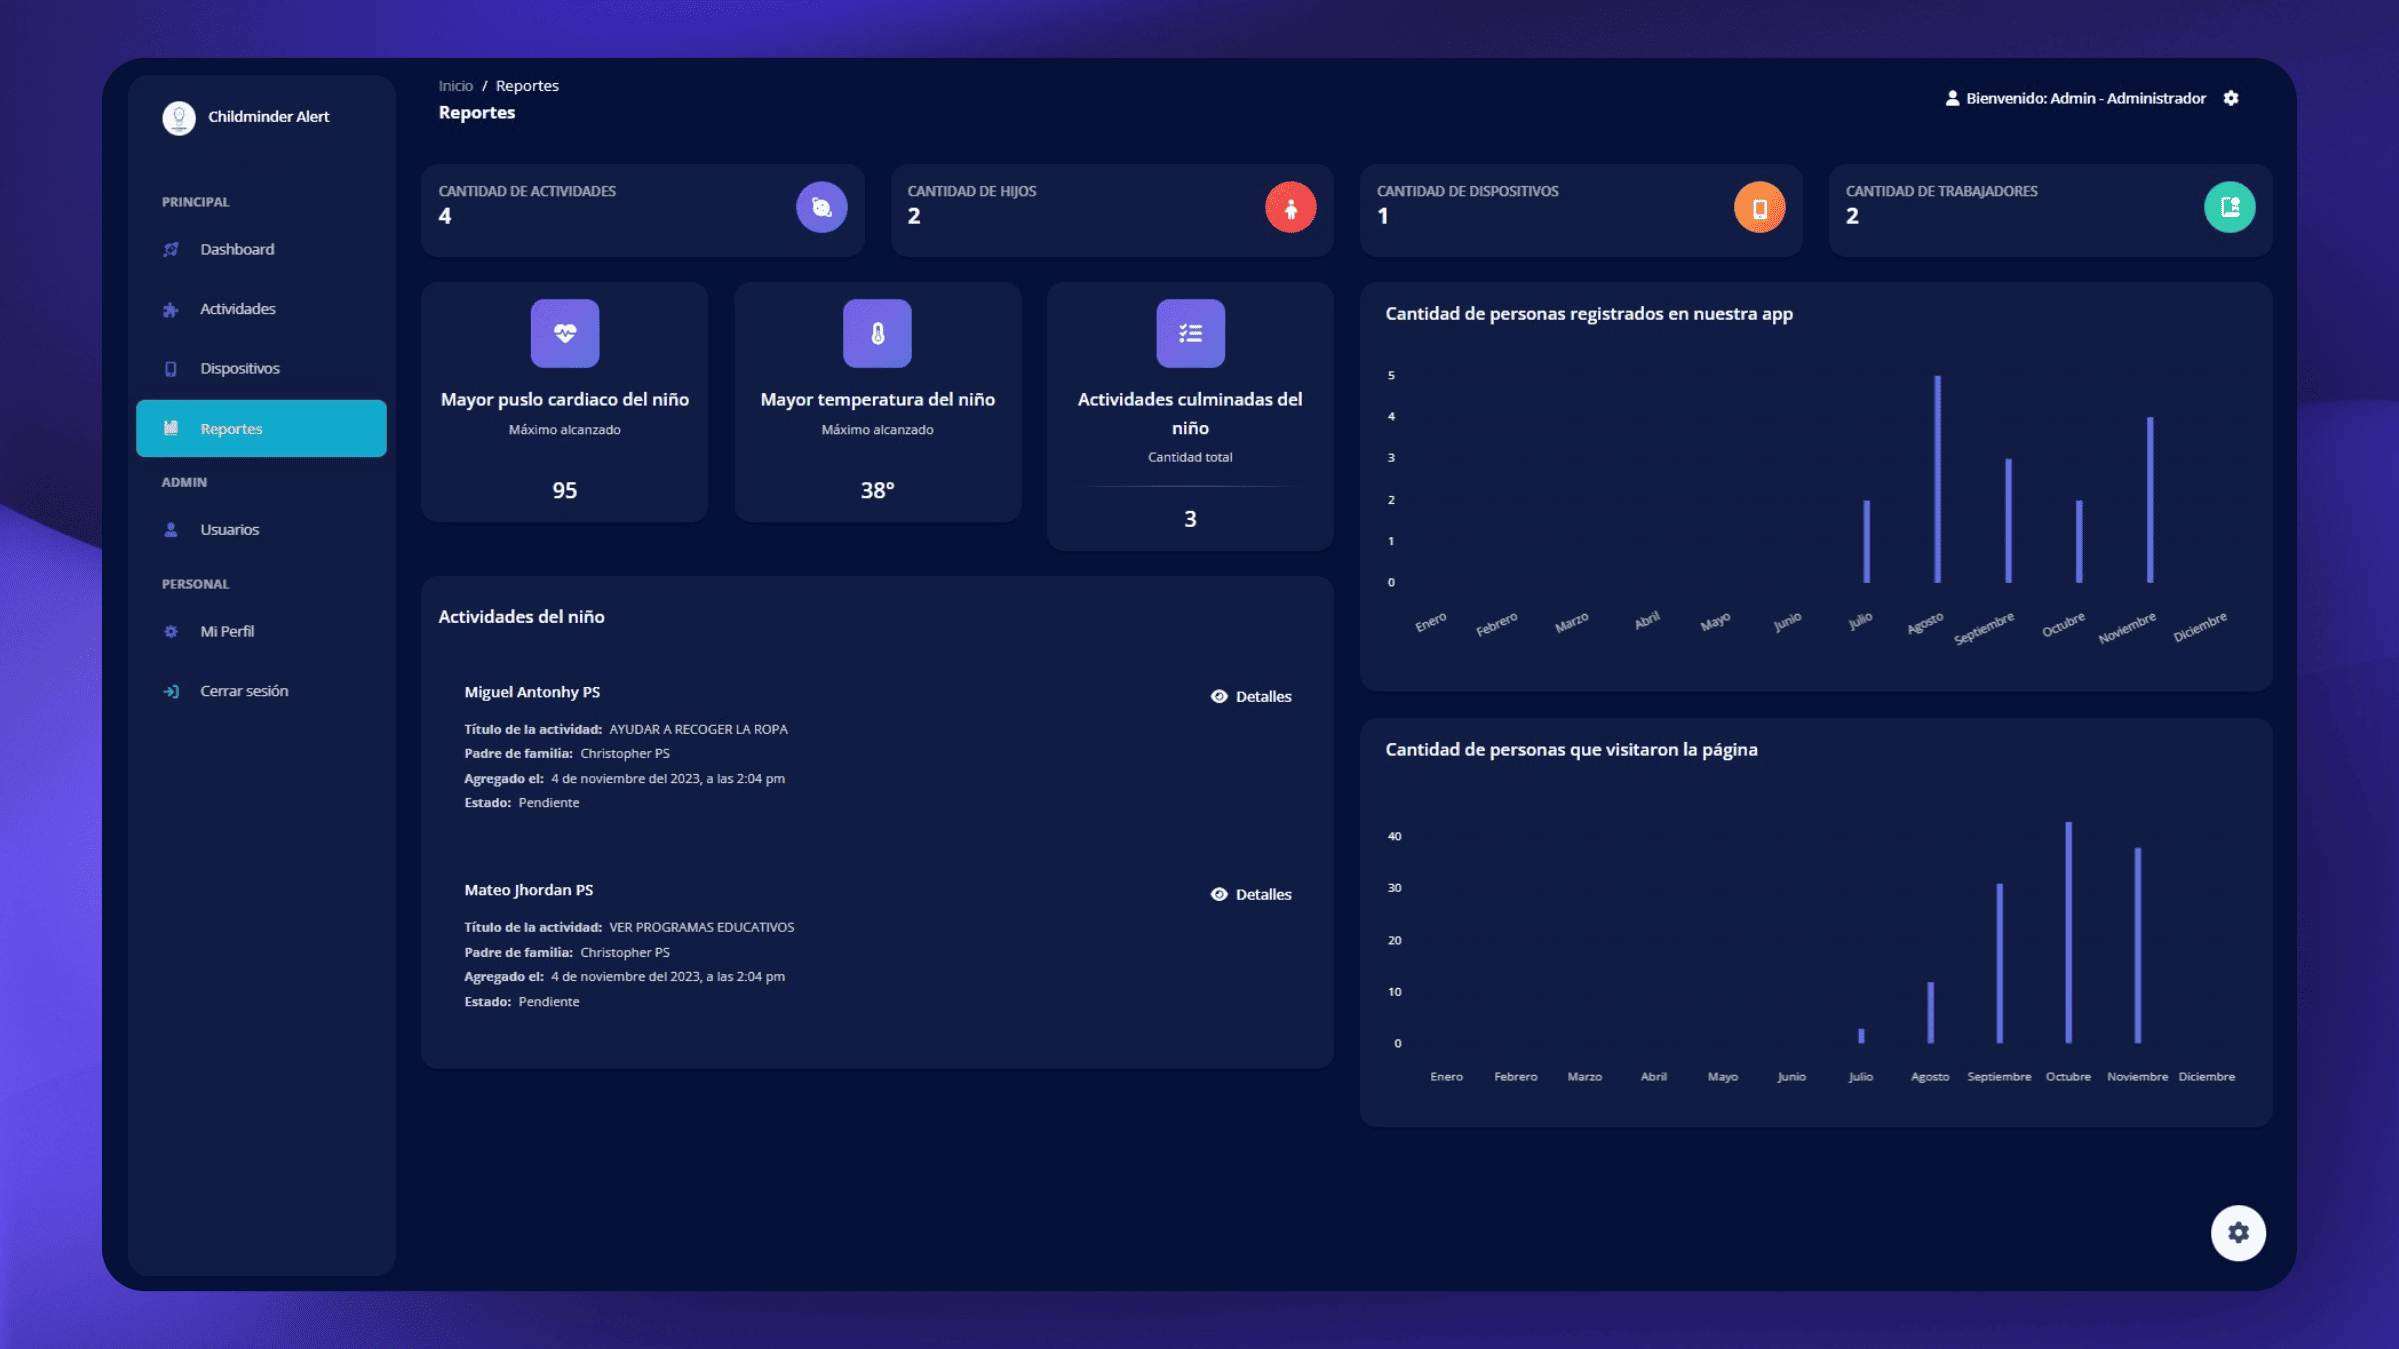 Childminder Alert
PRINCIPAL
Dashboard
Actividades
Dispositivos
Reportes
ADMIN
Usuarios
PERSONAL
Mi Perfil
Cerrar sesión
Inicio / Reportes
Reportes
Bienvenido: Admin - Administrador
CANTIDAD DE ACTIVIDADES
4
CANTIDAD DE HIJOS
2
CANTIDAD DE DISPOSITIVOS
1
CANTIDAD DE TRABAJADORES
2
Mayor puslo cardiaco del niño
Máximo alcanzado
95
Mayor temperatura del niño
Máximo alcanzado
38°
Actividades culminadas del
niño
Cantidad total
3
Actividades del niño
Miguel Antonhy PS
Detalles
Título de la actividad: AYUDAR A RECOGER LA ROPA
Padre de familia: Christopher PS
Agregado el: 4 de noviembre del 2023, a las 2:04 pm
Estado: Pendiente
Mateo Jhordan PS
Detalles
Título de la actividad: VER PROGRAMAS EDUCATIVOS
Padre de familia: Christopher PS
Agregado el: 4 de noviembre del 2023, a las 2:04 pm
Estado: Pendiente
Cantidad de personas registrados en nuestra app
5
4
3
2
1
0
Enero Febrero Marzo Abril Mayo Junio Julio Agosto Septiembre Octubre Noviembre Diciembre
Cantidad de personas que visitaron la página
40
30
20
10
0
Enero Febrero Marzo Abril Mayo Junio Julio Agosto Septiembre Octubre Noviembre Diciembre